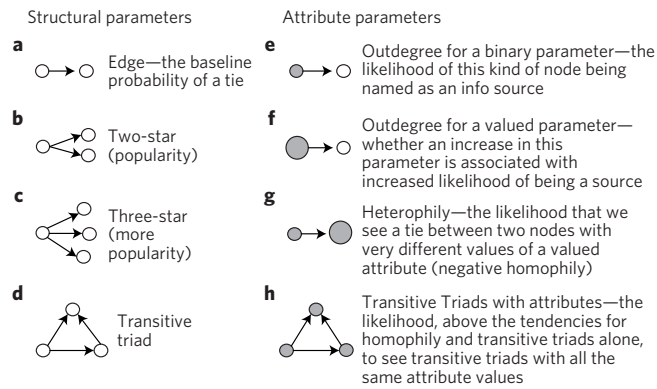 Structural parameters
a
Edge—the baseline
probability of a tie
b
Two-star
(popularity)
c
Three-star
(more
popularity)
d
Transitive
triad
Attribute parameters
e
Outdegree for a binary parameter—the
likelihood of this kind of node being
named as an info source
f
Outdegree for a valued parameter—
whether an increase in this
parameter is associated with
increased likelihood of being a source
g
Heterophily—the likelihood that we
see a tie between two nodes with
very different values of a valued
attribute (negative homophily)
h
Transitive Triads with attributes—the
likelihood, above the tendencies for
homophily and transitive triads alone,
to see transitive triads with all the
same attribute values